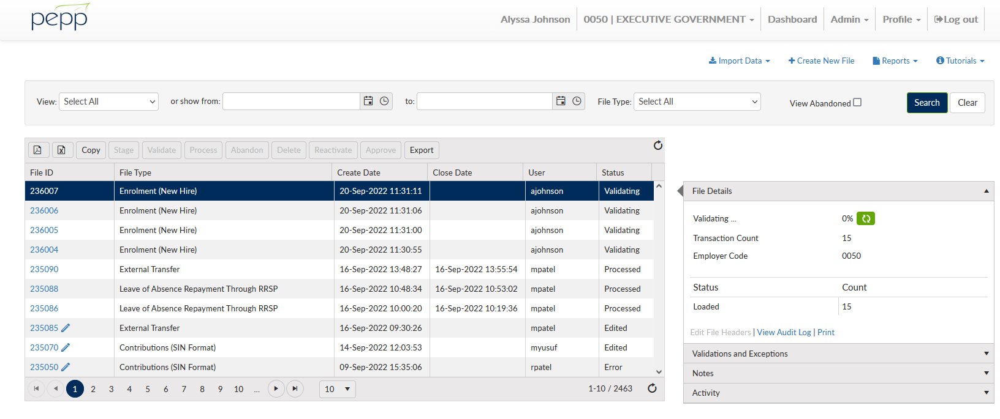 pepp
Alyssa Johnson 0050 | EXECUTIVE GOVERNMENT Dashboard Admin Profile Log out
Import Data Create New File Reports Tutorials
View: Select All or show from: to: File Type: Select All View Abandoned Search Clear
Copy Stage Validate Process Abandon Delete Reactivate Approve Export
File ID File Type Create Date Close Date User Status
236007 Enrolment (New Hire) 20-Sep-2022 11:31:11 ajohnson Validating
236006 Enrolment (New Hire) 20-Sep-2022 11:31:06 ajohnson Validating
236005 Enrolment (New Hire) 20-Sep-2022 11:31:00 ajohnson Validating
236004 Enrolment (New Hire) 20-Sep-2022 11:30:55 ajohnson Validating
235090 External Transfer 16-Sep-2022 13:48:27 16-Sep-2022 13:55:54 mpatel Processed
235088 Leave of Absence Repayment Through RRSP 16-Sep-2022 10:48:34 16-Sep-2022 10:53:02 mpatel Processed
235086 Leave of Absence Repayment Through RRSP 16-Sep-2022 10:00:20 16-Sep-2022 10:19:36 mpatel Processed
235085 External Transfer 16-Sep-2022 09:30:26 mpatel Edited
235070 Contributions (SIN Format) 14-Sep-2022 12:03:53 myusuf Edited
235050 Contributions (SIN Format) 09-Sep-2022 15:35:06 rpatel Error
1 2 3 4 5 6 7 8 9 10 ... 10 1-10 / 2463
File Details
Validating ... 0%
Transaction Count 15
Employer Code 0050
Status Count
Loaded 15
Edit File Headers | View Audit Log | Print
Validations and Exceptions
Notes
Activity